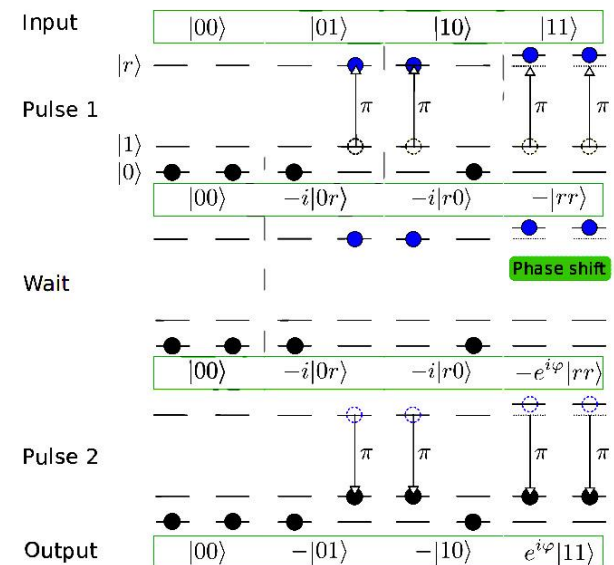 Input |00⟩ |01⟩ |10⟩ |11⟩
|r⟩
Pulse 1 π π π π
|1⟩
|0⟩
|00⟩ −i|0r⟩ −i|r0⟩ −|rr⟩
Phase shift
Wait
|00⟩ −i|0r⟩ −i|r0⟩ −e^{iφ}|rr⟩
Pulse 2 π π π π
Output |00⟩ −|01⟩ −|10⟩ e^{iφ}|11⟩